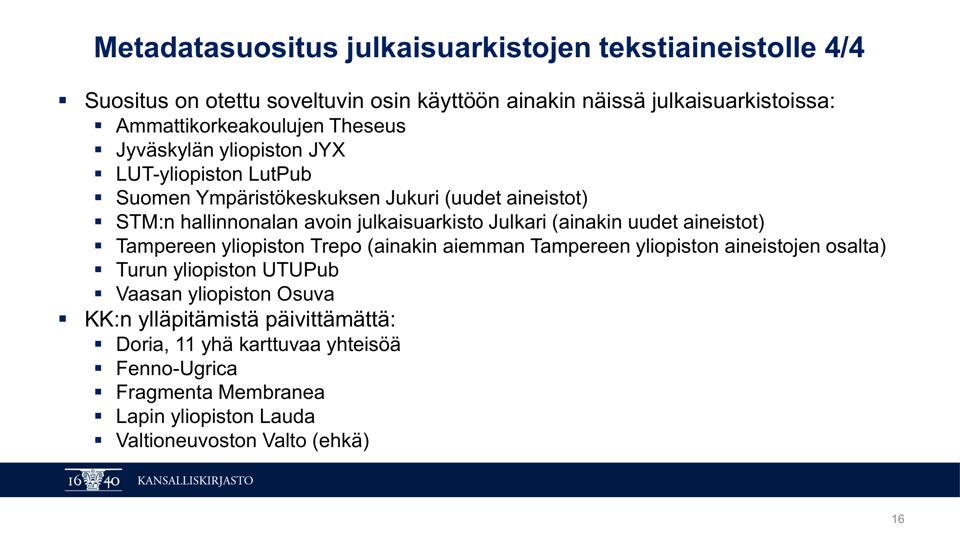 Metadatasuositus julkaisuarkistojen tekstiaineistolle 4/4
▪ Suositus on otettu soveltuvin osin käyttöön ainakin näissä julkaisuarkistoissa:
▪ Ammattikorkeakoulujen Theseus
▪ Jyväskylän yliopiston JYX
▪ LUT-yliopiston LutPub
▪ Suomen Ympäristökeskuksen Jukuri (uudet aineistot)
▪ STM:n hallinnonalan avoin julkaisuarkisto Julkari (ainakin uudet aineistot)
▪ Tampereen yliopiston Trepo (ainakin aiemman Tampereen yliopiston aineistojen osalta)
▪ Turun yliopiston UTUPub
▪ Vaasan yliopiston Osuva
▪ KK:n ylläpitämistä päivittämättä:
▪ Doria, 11 yhä karttuvaa yhteisöä
▪ Fenno-Ugrica
▪ Fragmenta Membranea
▪ Lapin yliopiston Lauda
▪ Valtioneuvoston Valto (ehkä)
16 40 KANSALLISKIRJASTO
16